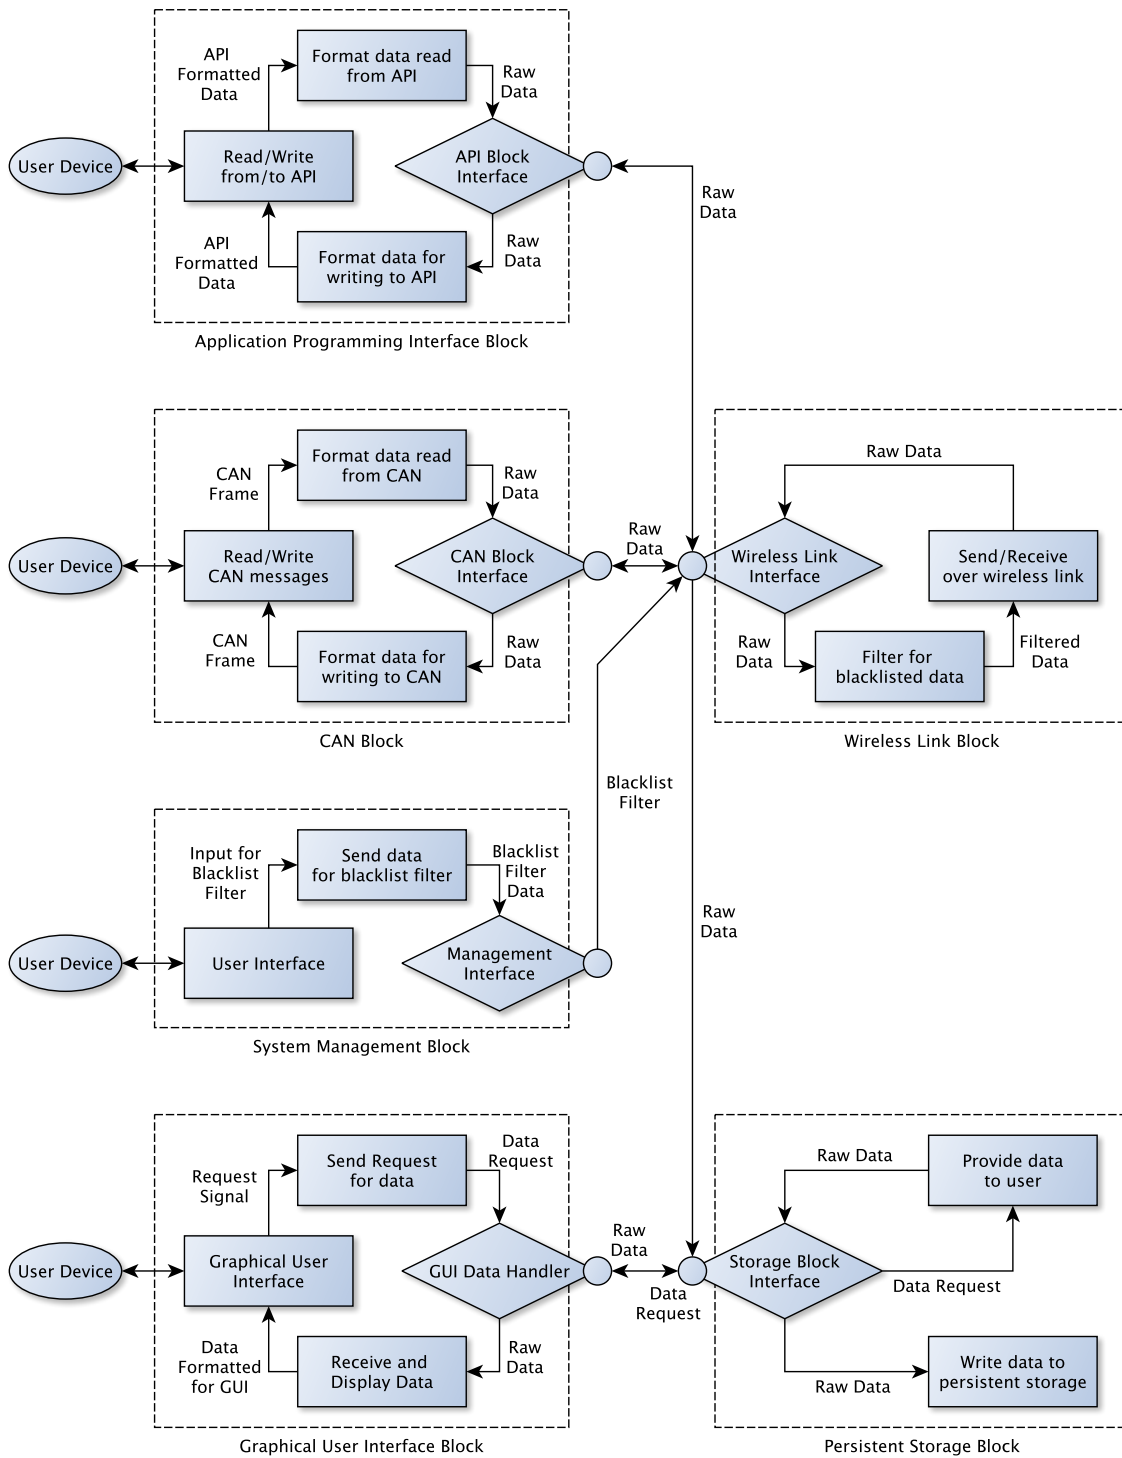 API
Formatted
Data
Format data read
from API
Raw
Data
User Device
Read/Write
from/to API
API Block
Interface
Raw
Data
API
Formatted
Data
Format data for
writing to API
Raw
Data
Application Programming Interface Block
CAN
Frame
Format data read
from CAN
Raw
Data
Raw Data
User Device
Read/Write
CAN messages
CAN Block
Interface
Raw
Data
Wireless Link
Interface
Send/Receive
over wireless link
CAN
Frame
Format data for
writing to CAN
Raw
Data
Raw
Data
Filter for
blacklisted data
Filtered
Data
CAN Block
Wireless Link Block
Blacklist
Filter
Input for
Blacklist
Filter
Send data
for blacklist filter
Blacklist
Filter
Data
Raw
Data
User Device
User Interface
Management
Interface
System Management Block
Request
Signal
Send Request
for data
Data
Request
Raw Data
Provide data
to user
User Device
Graphical User
Interface
GUI Data Handler
Raw
Data
Data
Request
Storage Block
Interface
Data Request
Data
Formatted
for GUI
Receive and
Display Data
Raw
Data
Raw Data
Write data to
persistent storage
Graphical User Interface Block
Persistent Storage Block